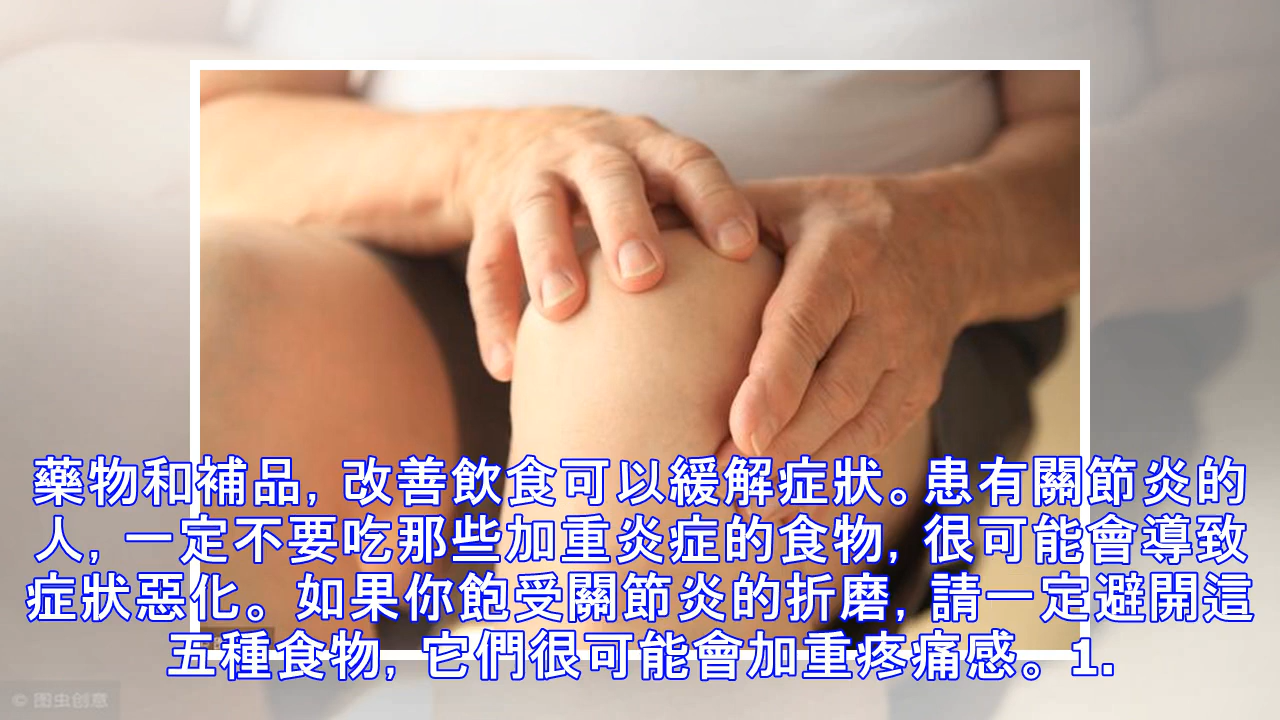 藥物和補品, 改善飲食可以緩解症狀。患有關節炎的
人, 一定不要吃那些加重炎症的食物, 很可能會導致
症狀惡化。如果你飽受關節炎的折磨, 請一定避開這
五種食物, 它們很可能會加重疼痛感。1.
© 图虫创意